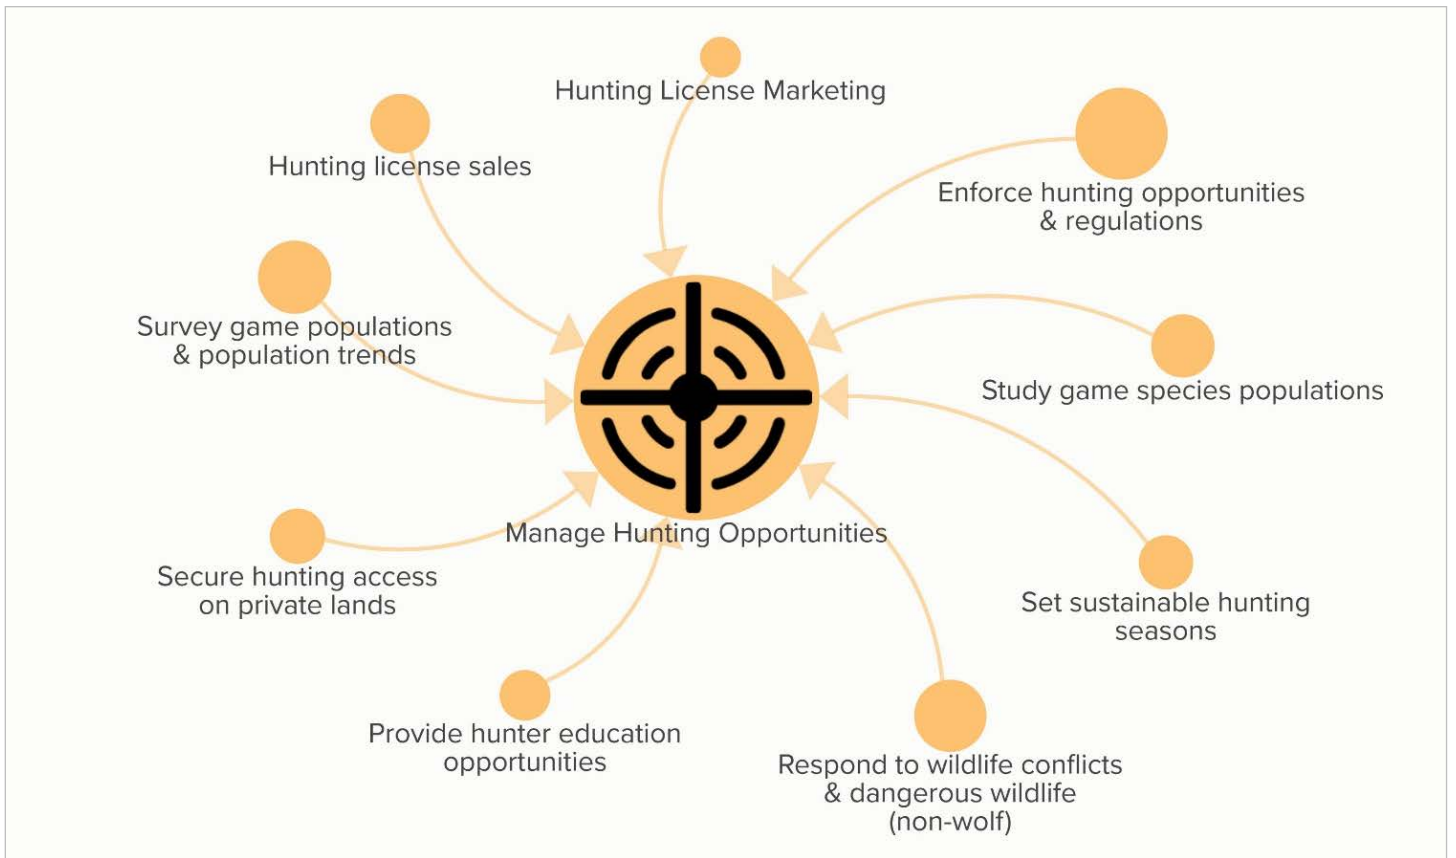 Hunting License Marketing
Hunting license sales
Enforce hunting opportunities
& regulations
Survey game populations
& population trends
Study game species populations
Manage Hunting Opportunities
Secure hunting access
on private lands
Set sustainable hunting
seasons
Provide hunter education
opportunities
Respond to wildlife conflicts
& dangerous wildlife
(non-wolf)